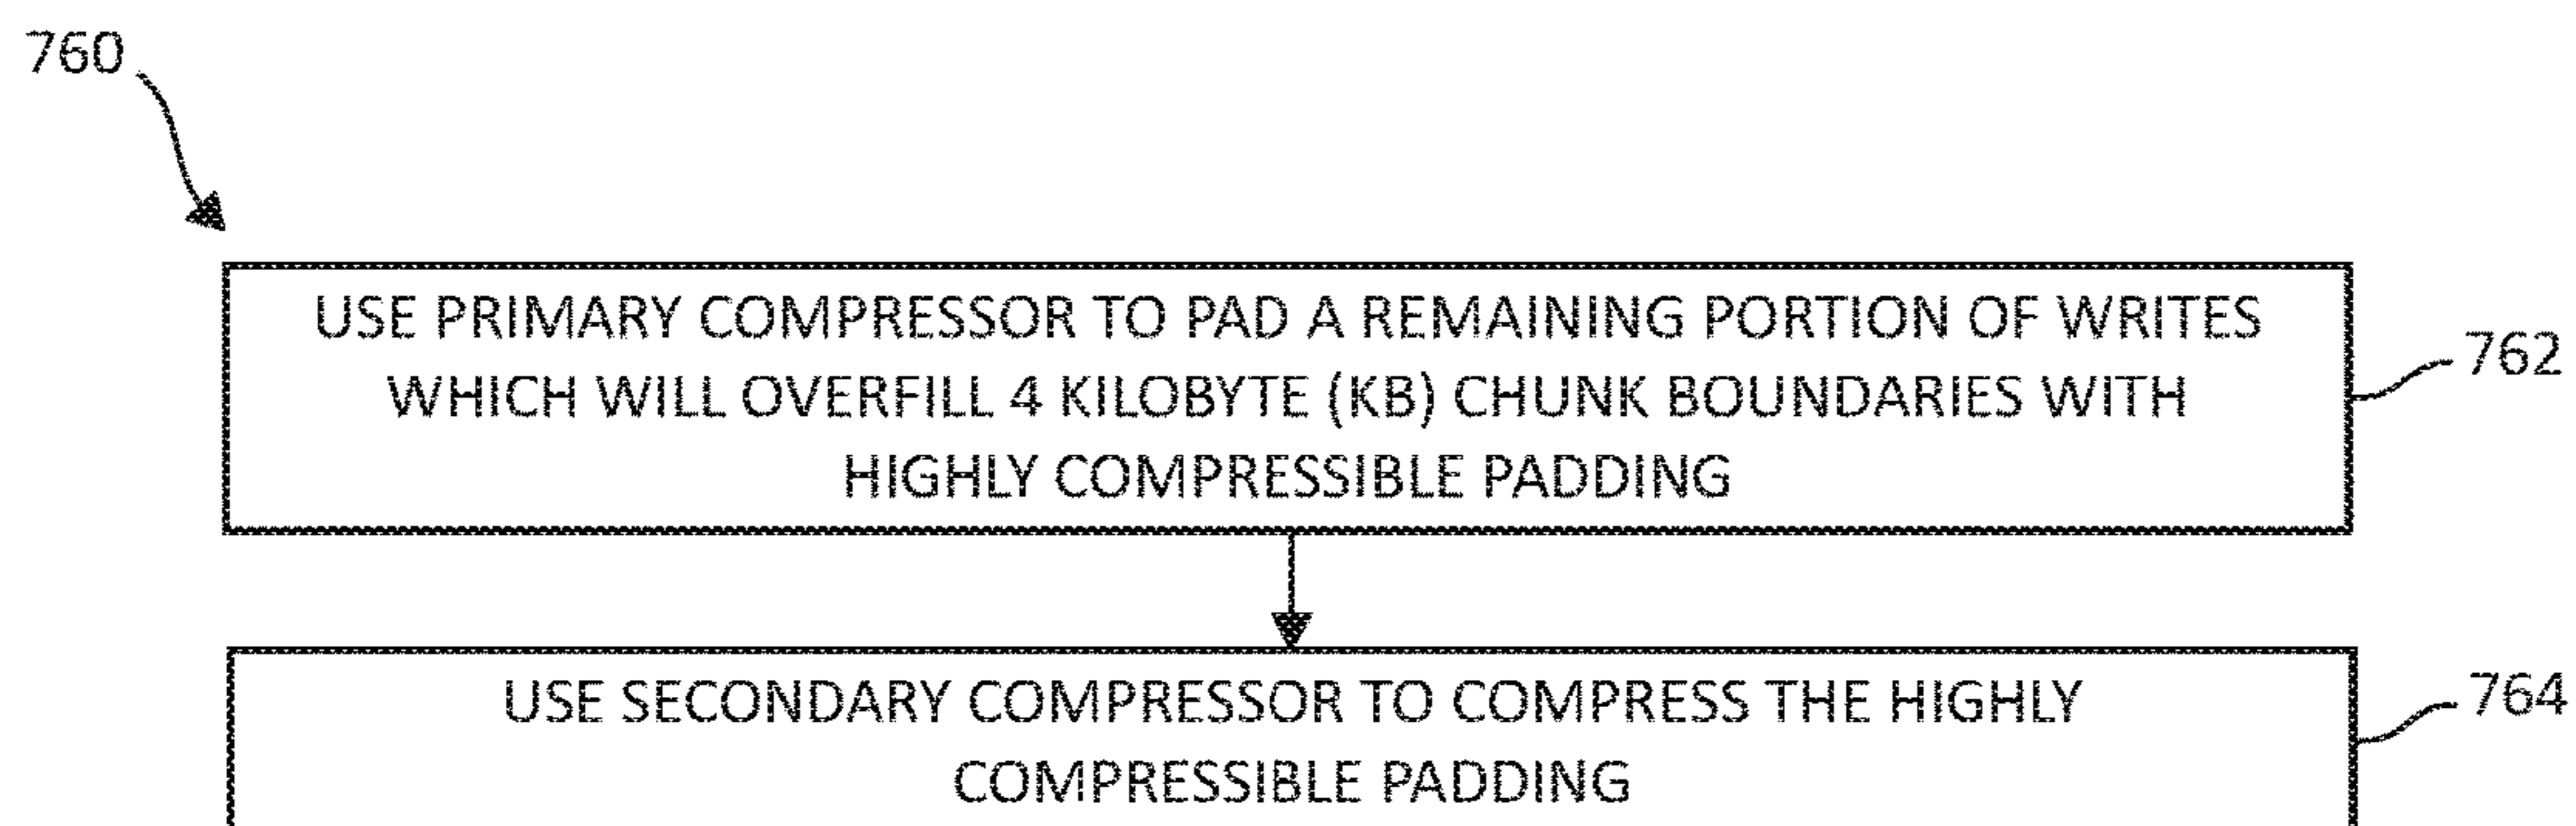 760
USE PRIMARY COMPRESSOR TO PAD A REMAINING PORTION OF WRITES
WHICH WILL OVERFILL 4 KILOBYTE (KB) CHUNK BOUNDARIES WITH
HIGHLY COMPRESSIBLE PADDING
762
USE SECONDARY COMPRESSOR TO COMPRESS THE HIGHLY
COMPRESSIBLE PADDING
764